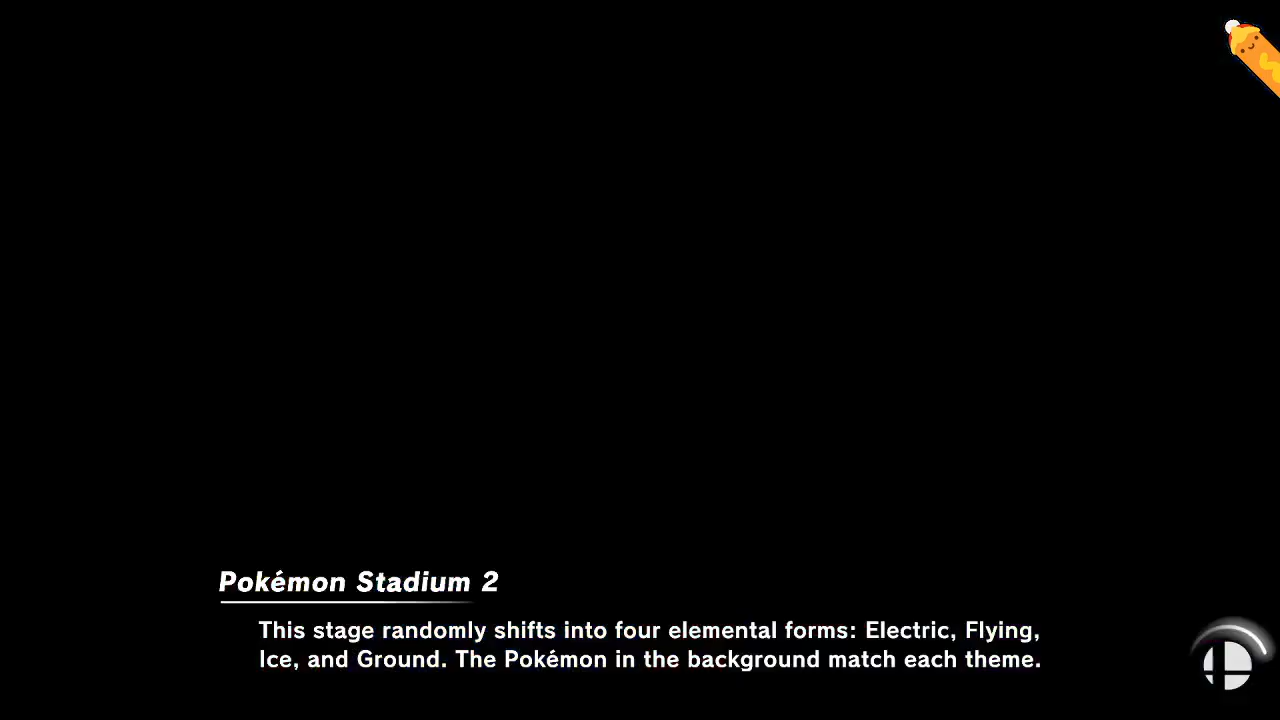 Pokémon Stadium 2
This stage randomly shifts into four elemental forms: Electric, Flying,
Ice, and Ground. The Pokémon in the background match each theme.